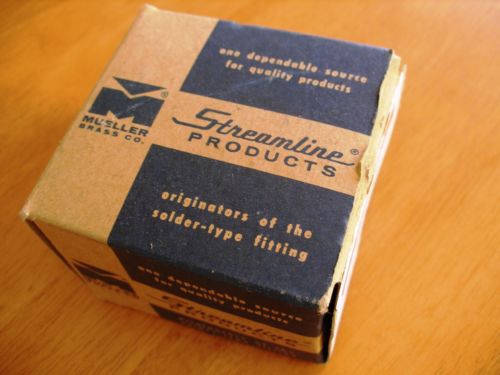 one dependable source
for quality products
M®
MUELLER
BRASS CO.
Streamline®
PRODUCTS
originators of the
solder-type fitting
one dependable source
for quality products
Streamline